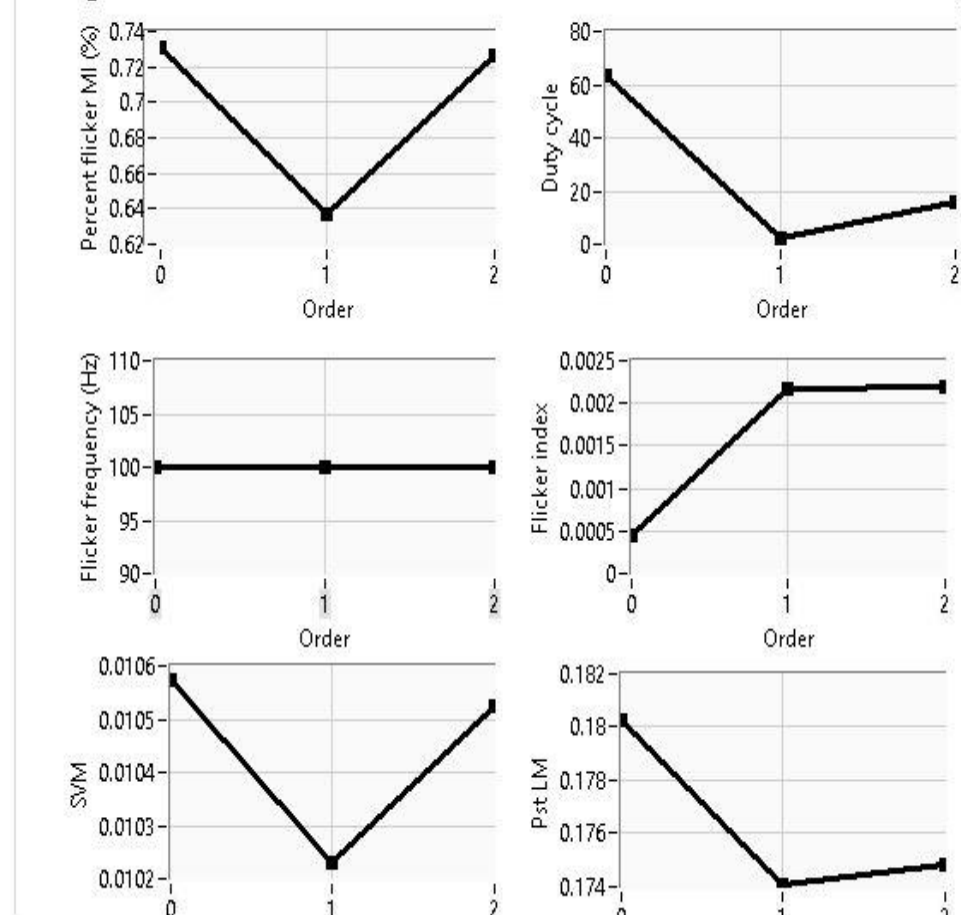 Percent flicker MI (%)
0.74
0.72
0.7
0.68
0.66
0.64
0.62
0 1 2
Order
Duty cycle
80
60
40
20
0
0 1 2
Order
Flicker frequency (Hz)
110
105
100
95
90
0 1 2
Order
Flicker index
0.0025
0.002
0.0015
0.001
0.0005
0
0 1 2
Order
SVM
0.0106
0.0105
0.0104
0.0103
0.0102
0 1 2
Pst LM
0.182
0.18
0.178
0.176
0.174
0 1 2